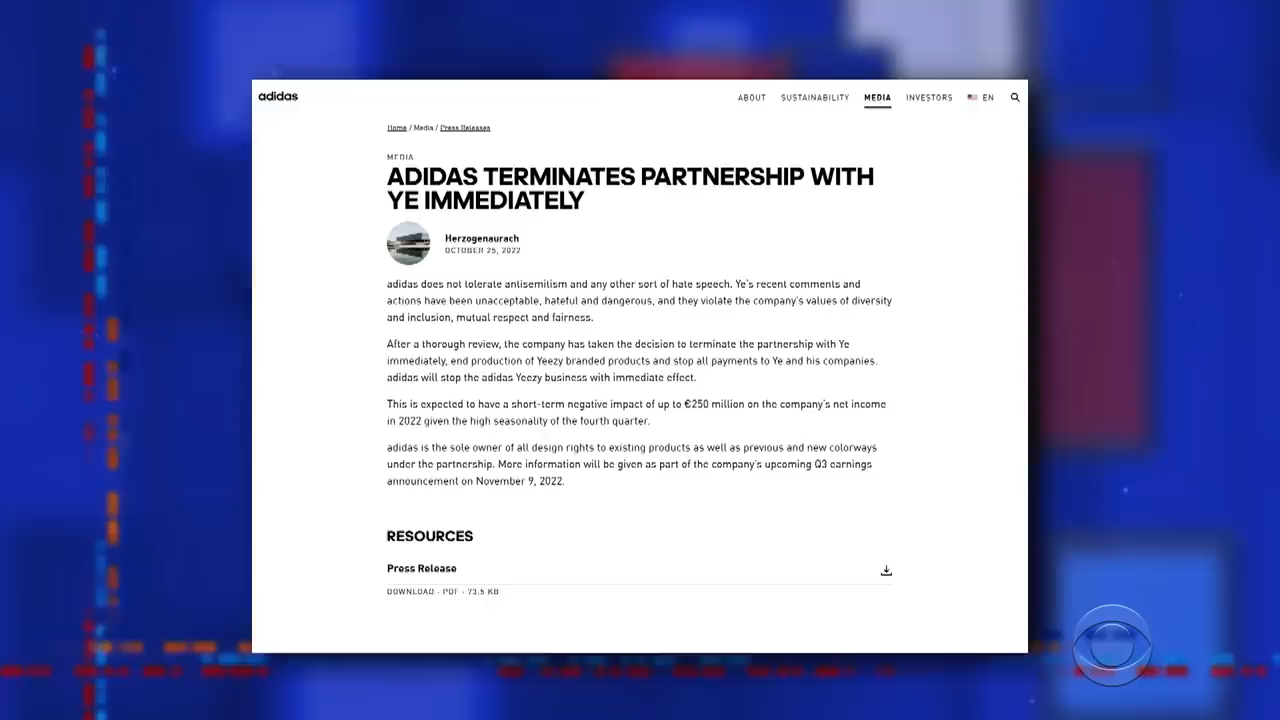 adidas
ABOUT SUSTAINABILITY MEDIA INVESTORS EN
Home / Media / Press Releases
MEDIA
ADIDAS TERMINATES PARTNERSHIP WITH
YE IMMEDIATELY
Herzogenaurach
OCTOBER 25, 2022
adidas does not tolerate antisemitism and any other sort of hate speech. Ye's recent comments and
actions have been unacceptable, hateful and dangerous, and they violate the company's values of diversity
and inclusion, mutual respect and fairness.
After a thorough review, the company has taken the decision to terminate the partnership with Ye
immediately, end production of Yeezy branded products and stop all payments to Ye and his companies.
adidas will stop the adidas Yeezy business with immediate effect.
This is expected to have a short-term negative impact of up to €250 million on the company's net income
in 2022 given the high seasonality of the fourth quarter.
adidas is the sole owner of all design rights to existing products as well as previous and new colorways
under the partnership. More information will be given as part of the company's upcoming Q3 earnings
announcement on November 9, 2022.
RESOURCES
Press Release
DOWNLOAD · PDF · 73.5 KB